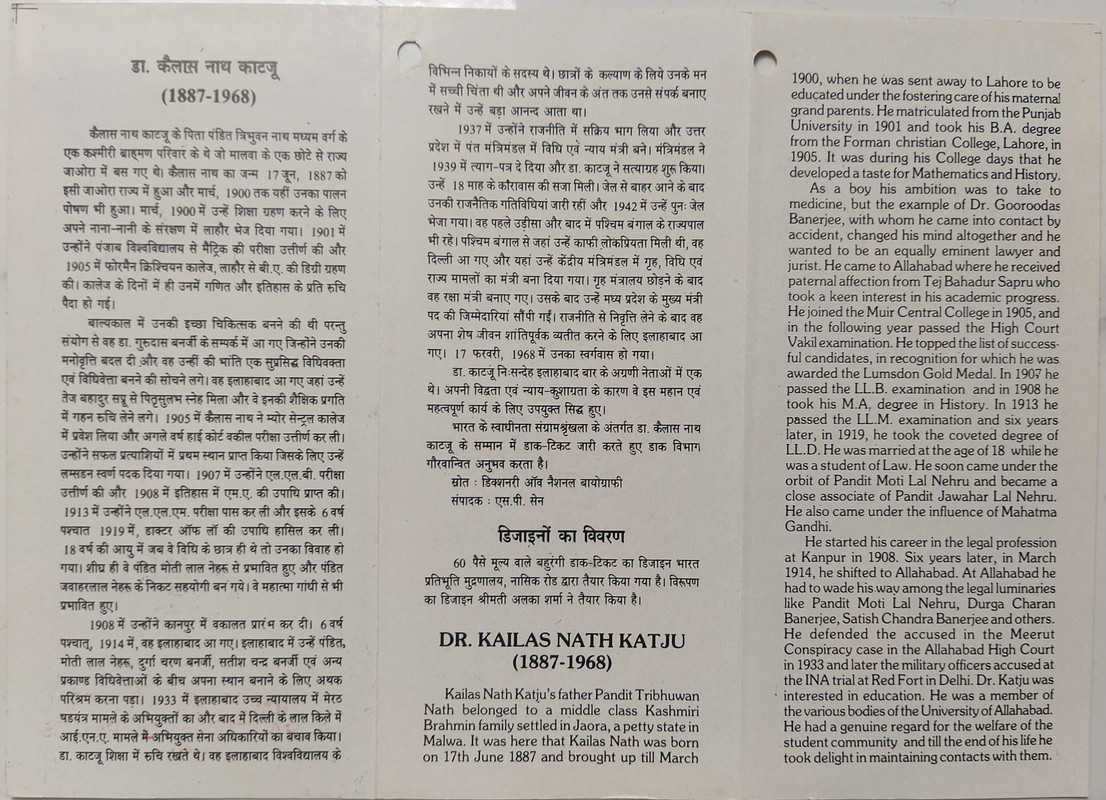 डा. कैलास नाथ काटजू
(1887-1968)
कैलास नाथ काटजू के पिता पंडित त्रिभुवन नाथ मध्यम वर्ग के
एक कश्मीरी ब्राह्मण परिवार के थे जो मालवा के एक छोटे से राज्य
जाओरा में बस गए थे। कैलास नाथ का जन्म 17 जून, 1887 को
इसी जाओरा राज्य में हुआ और मार्च, 1900 तक यहीं उनका पालन
पोषण भी हुआ। मार्च, 1900 में उन्हें शिक्षा ग्रहण करने के लिए
अपने नाना-नानी के संरक्षण में लाहौर भेज दिया गया। 1901 में
उन्होंने पंजाब विश्वविद्यालय से मैट्रिक की परीक्षा उत्तीर्ण की और
1905 में फोरमैन क्रिश्चियन कालेज, लाहौर से बी.ए. की डिग्री ग्रहण
की। कालेज के दिनों में ही उनमें गणित और इतिहास के प्रति रुचि
पैदा हो गई।
बाल्यकाल में उनकी इच्छा चिकित्सक बनने की थी परन्तु
संयोग से वह डा. गुरुदास बनर्जी के सम्पर्क में आ गए जिन्होंने उनकी
मनोवृत्ति बदल दी और वह उन्हीं की भांति एक सुप्रसिद्ध विधिवक्ता
एवं विधिवेत्ता बनने की सोचने लगे। वह इलाहाबाद आ गए जहां उन्हें
तेज बहादुर सप्रू से पितृसुलभ स्नेह मिला और वे इनकी शैक्षिक प्रगति
में गहन रुचि लेने लगे। 1905 में कैलास नाथ ने म्योर सेन्ट्रल कालेज
में प्रवेश लिया और अगले वर्ष हाई कोर्ट वकील परीक्षा उत्तीर्ण कर ली।
उन्होंने सफल प्रत्याशियों में प्रथम स्थान प्राप्त किया जिसके लिए उन्हें
लम्सडन स्वर्ण पदक दिया गया। 1907 में उन्होंने एल.एल.बी. परीक्षा
उत्तीर्ण की और 1908 में इतिहास में एम.ए. की उपाधि प्राप्त की।
1913 में उन्होंने एल.एल.एम. परीक्षा पास कर ली और इसके 6 वर्ष
पश्चात 1919 में, डाक्टर ऑफ लॉ की उपाधि हासिल कर ली।
18 वर्ष की आयु में जब वे विधि के छात्र ही थे तो उनका विवाह हो
गया। शीघ्र ही वे पंडित मोती लाल नेहरू से प्रभावित हुए और पंडित
जवाहरलाल नेहरू के निकट सहयोगी बन गये। वे महात्मा गांधी से भी
प्रभावित हुए।
1908 में उन्होंने कानपुर में वकालत प्रारंभ कर दी। 6 वर्ष
पश्चात्, 1914 में, वह इलाहाबाद आ गए। इलाहाबाद में उन्हें पंडित,
मोती लाल नेहरू, दुर्गा चरण बनर्जी, सतीश चन्द्र बनर्जी एवं अन्य
प्रकाण्ड विधिवेत्ताओं के बीच अपना स्थान बनाने के लिए अथक
परिश्रम करना पड़ा। 1933 में इलाहाबाद उच्च न्यायालय में मेरठ
षडयंत्र मामले के अभियुक्तों का और बाद में दिल्ली के लाल किले में
आई.एन.ए. मामले में अभियुक्त सेना अधिकारियों का बचाव किया।
डा. काटजू शिक्षा में रुचि रखते थे। वह इलाहाबाद विश्वविद्यालय के
विभिन्न निकायों के सदस्य थे। छात्रों के कल्याण के लिये उनके मन
में सच्ची चिंता थी और अपने जीवन के अंत तक उनसे संपर्क बनाए
रखने में उन्हें बड़ा आनन्द आता था।
1937 में उन्होंने राजनीति में सक्रिय भाग लिया और उत्तर
प्रदेश में पंत मंत्रिमंडल में विधि एवं न्याय मंत्री बने। मंत्रिमंडल ने
1939 में त्याग-पत्र दे दिया और डा. काटजू ने सत्याग्रह शुरू किया।
उन्हें 18 माह के कारावास की सजा मिली। जेल से बाहर आने के बाद
उनकी राजनैतिक गतिविधियां जारी रहीं और 1942 में उन्हें पुनः जेल
भेजा गया। वह पहले उड़ीसा और बाद में पश्चिम बंगाल के राज्यपाल
भी रहे। पश्चिम बंगाल से जहां उन्हें काफी लोकप्रियता मिली थी, वह
दिल्ली आ गए और यहां उन्हें केंद्रीय मंत्रिमंडल में गृह, विधि एवं
राज्य मामलों का मंत्री बना दिया गया। गृह मंत्रालय छोड़ने के बाद
वह रक्षा मंत्री बनाए गए। उसके बाद उन्हें मध्य प्रदेश के मुख्य मंत्री
पद की जिम्मेदारियां सौंपी गईं। राजनीति से निवृत्ति लेने के बाद वह
अपना शेष जीवन शांतिपूर्वक व्यतीत करने के लिए इलाहाबाद आ
गए। 17 फरवरी, 1968 में उनका स्वर्गवास हो गया।
डा. काटजू निःसन्देह इलाहाबाद बार के अग्रणी नेताओं में एक
थे। अपनी विद्वता एवं न्याय-कुशाग्रता के कारण वे इस महान एवं
महत्वपूर्ण कार्य के लिए उपयुक्त सिद्ध हुए।
भारत के स्वाधीनता संग्रामश्रृंखला के अंतर्गत डा. कैलास नाथ
काटजू के सम्मान में डाक-टिकट जारी करते हुए डाक विभाग
गौरवान्वित अनुभव करता है।
स्रोत : डिक्शनरी ऑव नैशनल बायोग्राफी
संपादक : एस.पी. सेन
डिजाइनों का विवरण
60 पैसे मूल्य वाले बहुरंगी डाक-टिकट का डिजाइन भारत
प्रतिभूति मुद्रणालय, नासिक रोड द्वारा तैयार किया गया है। विरूपण
का डिजाइन श्रीमती अलका शर्मा ने तैयार किया है।
DR. KAILAS NATH KATJU
(1887-1968)
Kailas Nath Katju's father Pandit Tribhuwan
Nath belonged to a middle class Kashmiri
Brahmin family settled in Jaora, a petty state in
Malwa. It was here that Kailas Nath was born
on 17th June 1887 and brought up till March
1900, when he was sent away to Lahore to be
educated under the fostering care of his maternal
grand parents. He matriculated from the Punjab
University in 1901 and took his B.A. degree
from the Forman christian College, Lahore, in
1905. It was during his College days that he
developed a taste for Mathematics and History.
As a boy his ambition was to take to
medicine, but the example of Dr. Gooroodas
Banerjee, with whom he came into contact by
accident, changed his mind altogether and he
wanted to be an equally eminent lawyer and
jurist. He came to Allahabad where he received
paternal affection from Tej Bahadur Sapru who
took a keen interest in his academic progress.
He joined the Muir Central College in 1905, and
in the following year passed the High Court
Vakil examination. He topped the list of success-
ful candidates, in recognition for which he was
awarded the Lumsdon Gold Medal. In 1907 he
passed the LL.B. examination and in 1908 he
took his M.A, degree in History. In 1913 he
passed the LL.M. examination and six years
later, in 1919, he took the coveted degree of
LL.D. He was married at the age of 18 while he
was a student of Law. He soon came under the
orbit of Pandit Moti Lal Nehru and became a
close associate of Pandit Jawahar Lal Nehru.
He also came under the influence of Mahatma
Gandhi.
He started his career in the legal profession
at Kanpur in 1908. Six years later, in March
1914, he shifted to Allahabad. At Allahabad he
had to wade his way among the legal luminaries
like Pandit Moti Lal Nehru, Durga Charan
Banerjee, Satish Chandra Banerjee and others.
He defended the accused in the Meerut
Conspiracy case in the Allahabad High Court
in 1933 and later the military officers accused at
the INA trial at Red Fort in Delhi. Dr. Katju was
interested in education. He was a member of
the various bodies of the University of Allahabad.
He had a genuine regard for the welfare of the
student community and till the end of his life he
took delight in maintaining contacts with them.